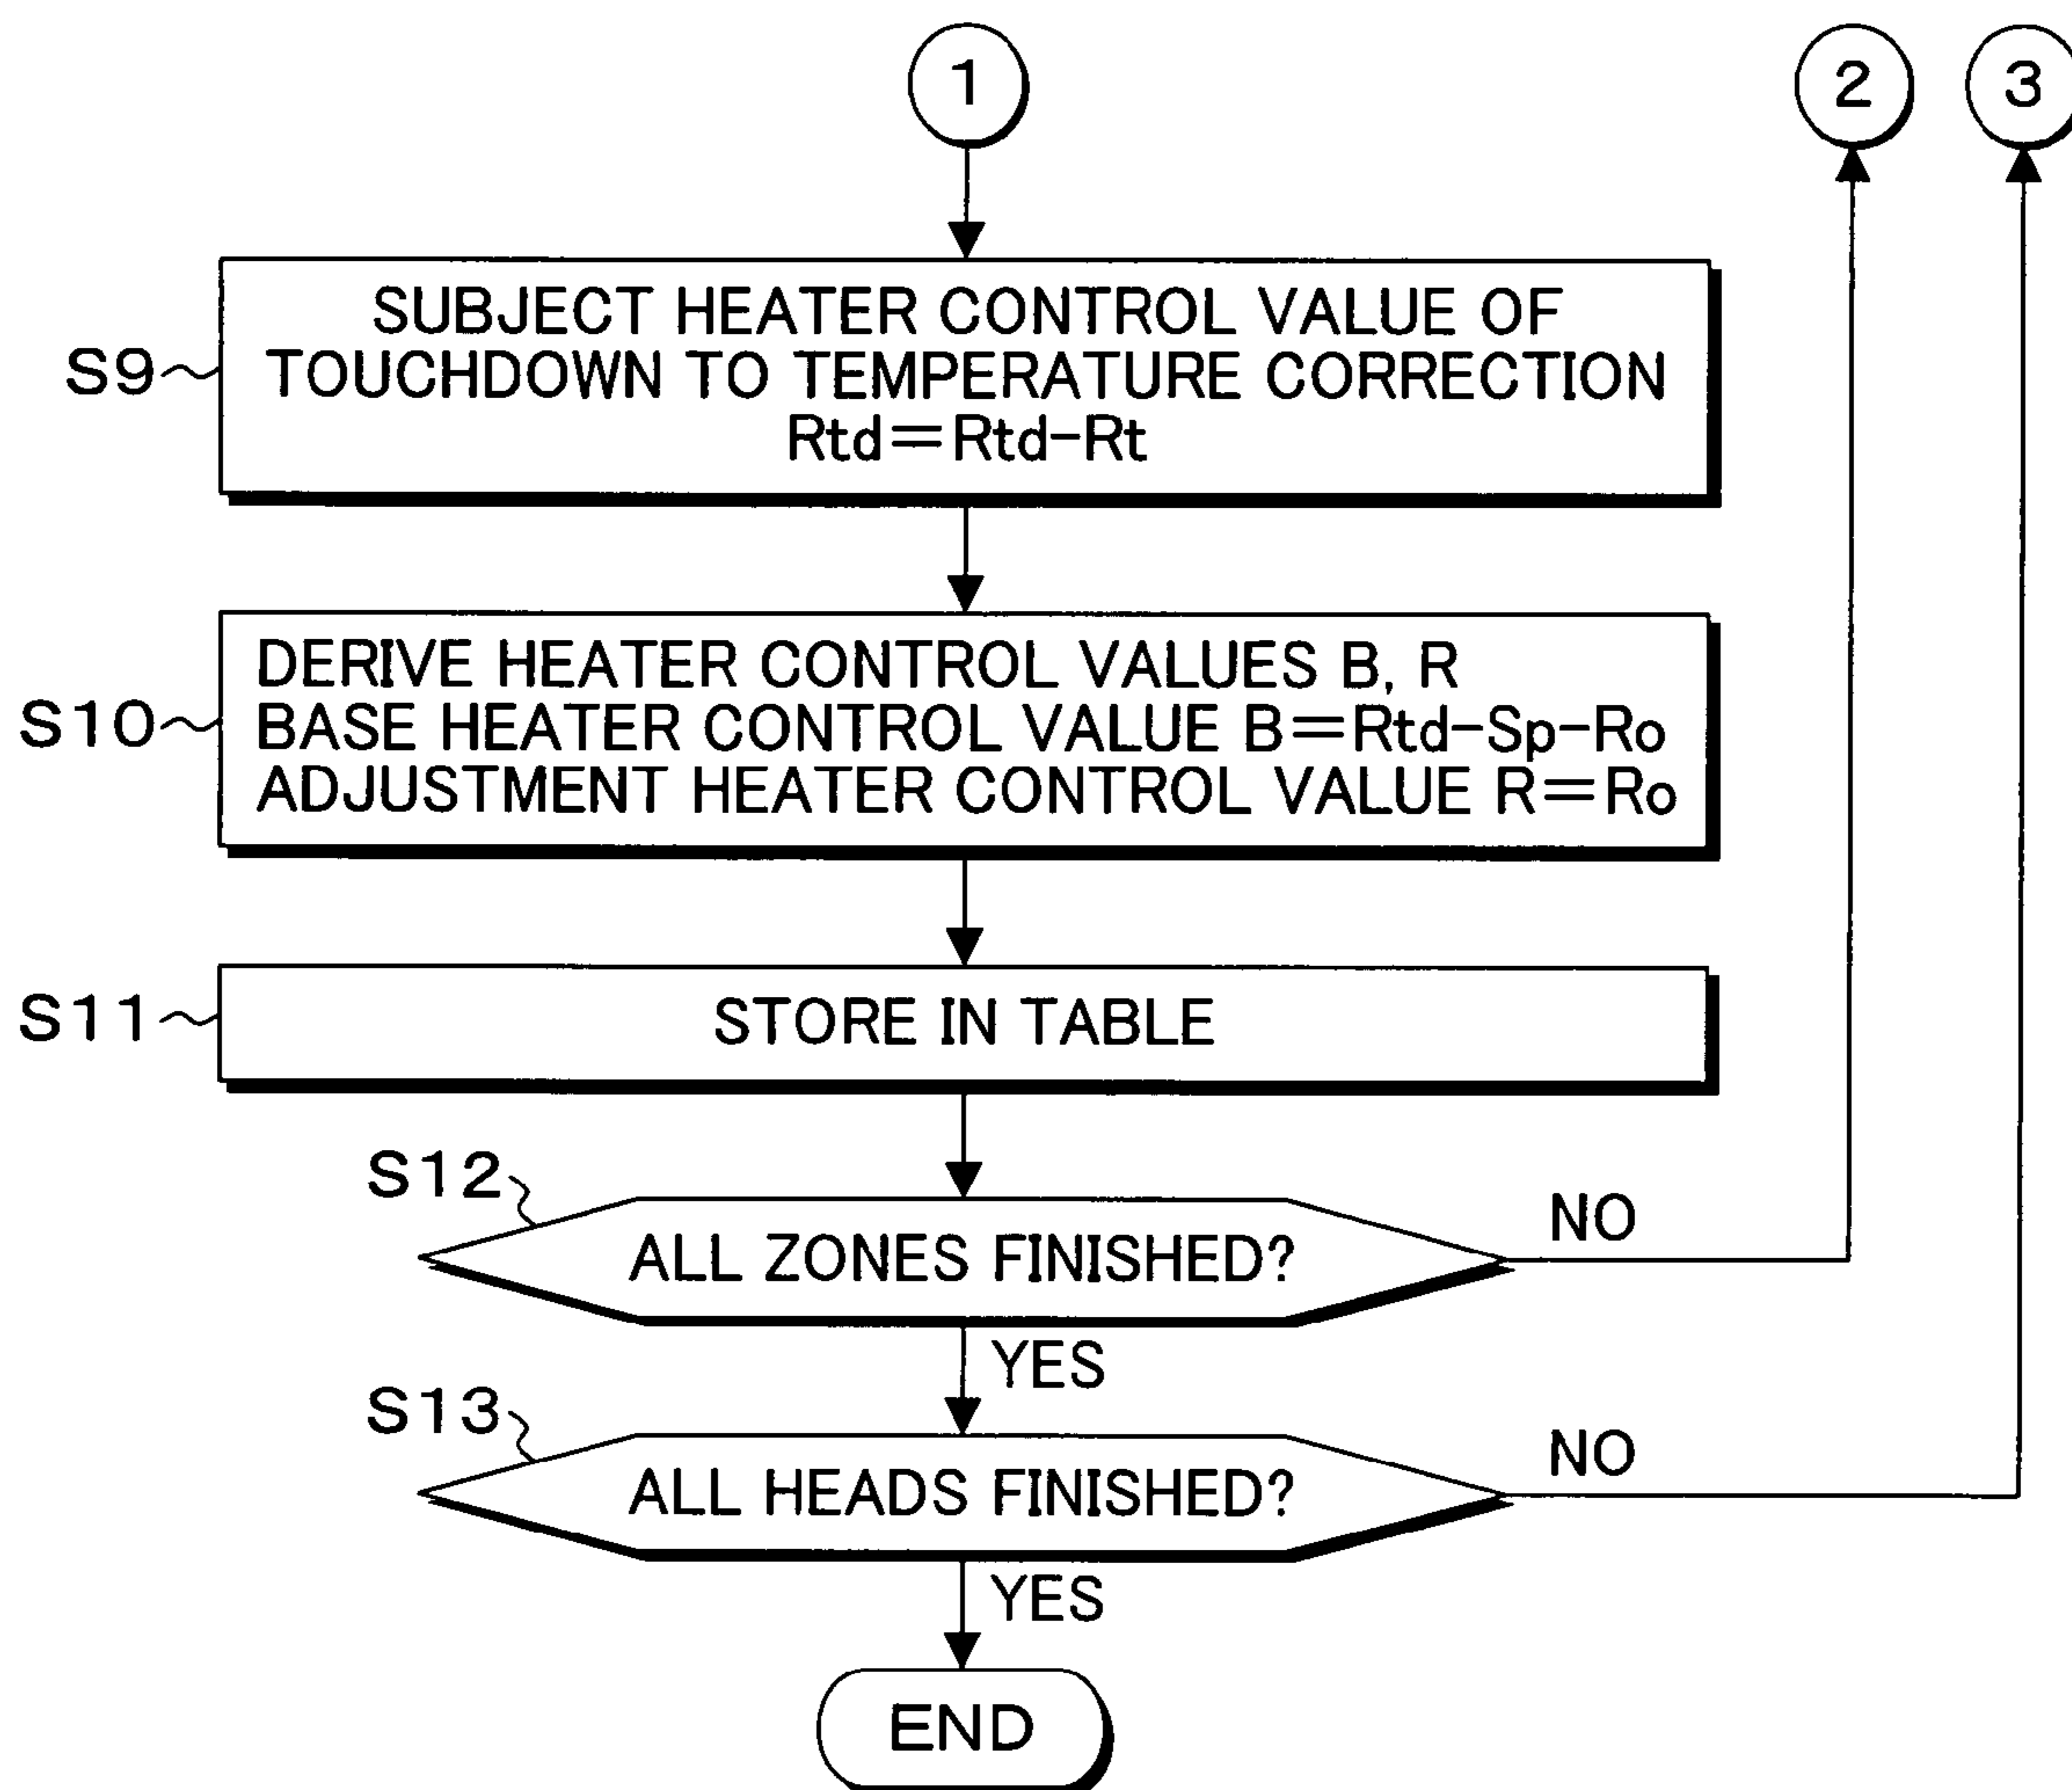 1
2
3
S9
SUBJECT HEATER CONTROL VALUE OF
TOUCHDOWN TO TEMPERATURE CORRECTION
Rtd=Rtd-Rt
S10
DERIVE HEATER CONTROL VALUES B, R
BASE HEATER CONTROL VALUE B=Rtd-Sp-Ro
ADJUSTMENT HEATER CONTROL VALUE R=Ro
S11
STORE IN TABLE
S12
ALL ZONES FINISHED?
NO
YES
S13
ALL HEADS FINISHED?
NO
YES
END